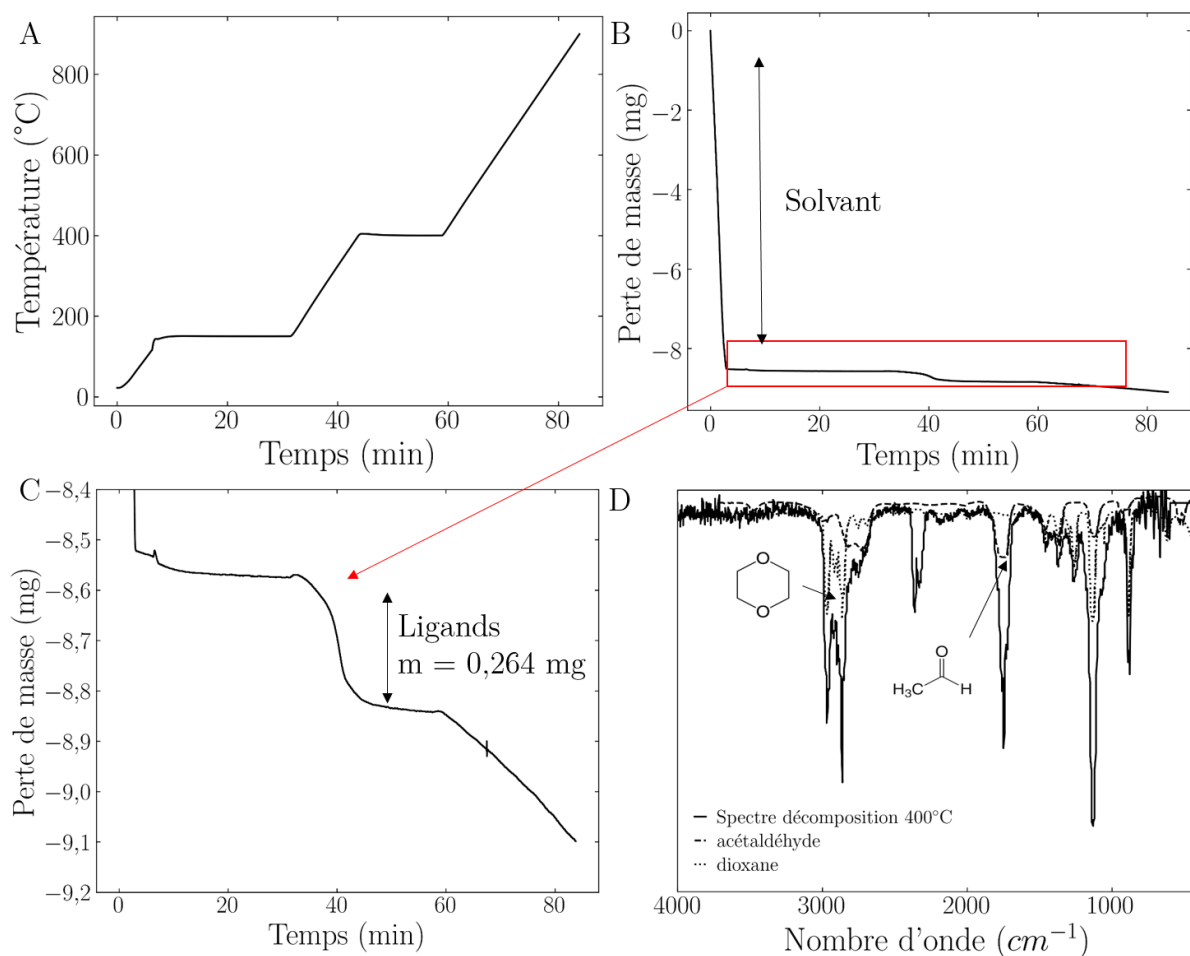 A
Température (°C)
800
600
400
200
0
0
20
40
60
80
Temps (min)
B
Perte de masse (mg)
0
−2
−4
−6
−8
Solvant
0
20
40
60
80
Temps (min)
C
Perte de masse (mg)
−8,4
−8,5
−8,6
−8,7
−8,8
−8,9
−9,0
−9,1
−9,2
Ligands
m = 0,264 mg
0
20
40
60
80
Temps (min)
D
O
O
O
H₃C
H
Spectre décomposition 400°C
acétaldéhyde
dioxane
4000
3000
2000
1000
Nombre d'onde (cm⁻¹)